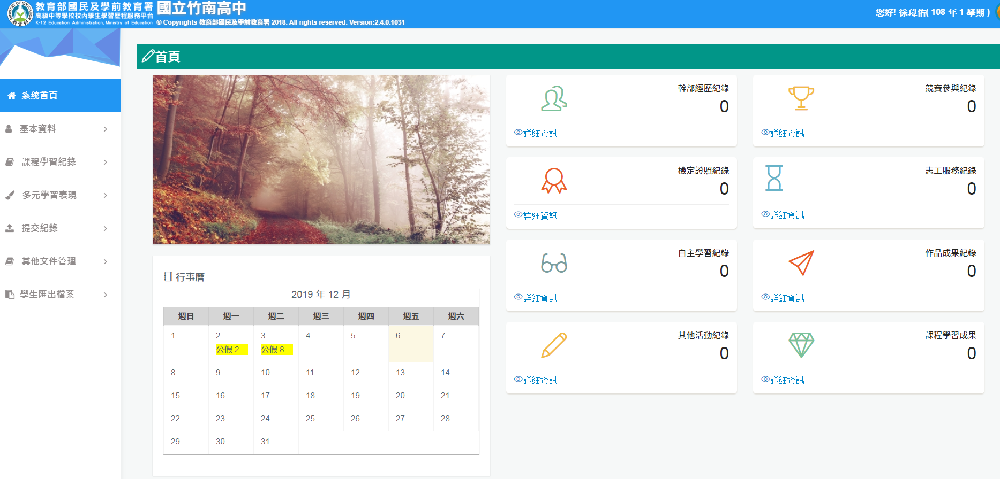 教育部國民及學前教育署
高級中等學校校內學生學習歷程服務平台
K-12 Education Administration, Ministry of Education
MINISTRY OF EDUCATION
教育部
國立竹南高中
© Copyrights 教育部國民及學前教育署 2018. All rights reserved. Version:2.4.0.1031
您好! 徐瑋佑( 108 年 1 學期 )
系統首頁
基本資料
課程學習紀錄
多元學習表現
提交紀錄
其他文件管理
學生匯出檔案
首頁
行事曆
2019 年 12 月
週日 週一 週二 週三 週四 週五 週六
1 2 3 4 5 6 7
公假 2 公假 8
8 9 10 11 12 13 14
15 16 17 18 19 20 21
22 23 24 25 26 27 28
29 30 31
幹部經歷紀錄
0
詳細資訊
競賽參與紀錄
0
詳細資訊
檢定證照紀錄
0
詳細資訊
志工服務紀錄
0
詳細資訊
自主學習紀錄
0
詳細資訊
作品成果紀錄
0
詳細資訊
其他活動紀錄
0
詳細資訊
課程學習成果
0
詳細資訊